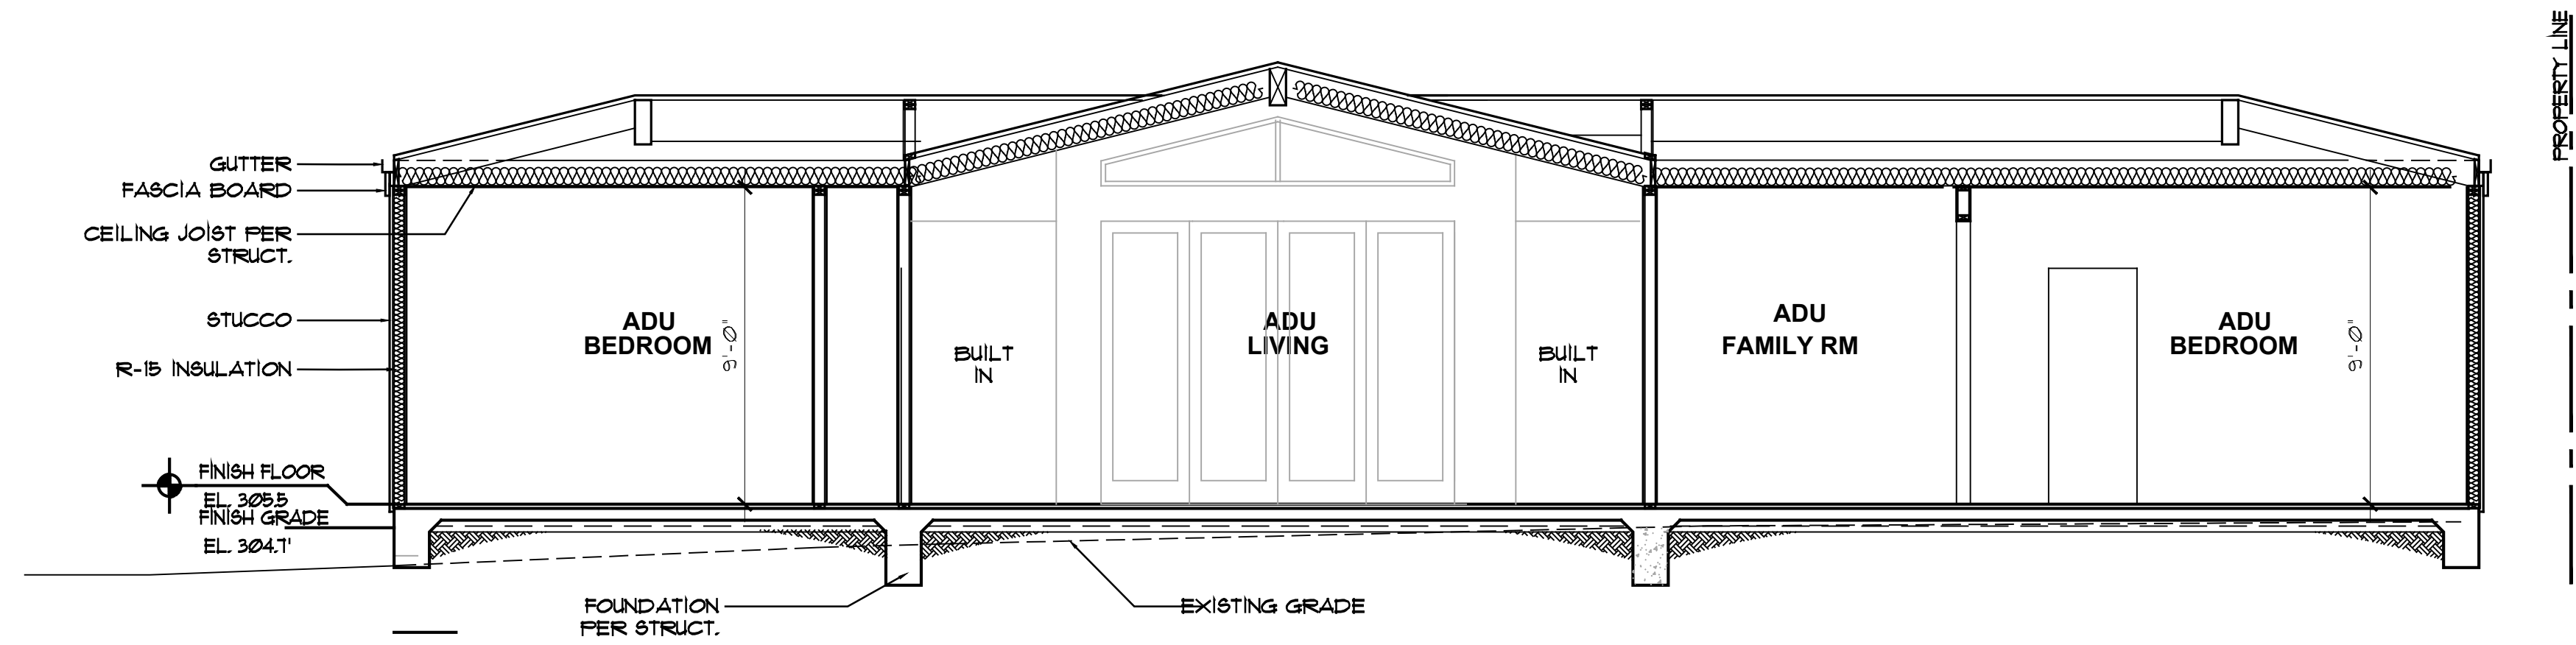 PROPERTY LINE
GUTTER
FASCIA BOARD
CEILING JOIST PER
STRUCT.
STUCCO
R-15 INSULATION
FINISH FLOOR
EL. 305.5
FINISH GRADE
EL. 304.7'
ADU
BEDROOM
9'-0"
BUILT
IN
ADU
LIVING
BUILT
IN
ADU
FAMILY RM
ADU
BEDROOM
9'-0"
FOUNDATION
PER STRUCT.
EXISTING GRADE